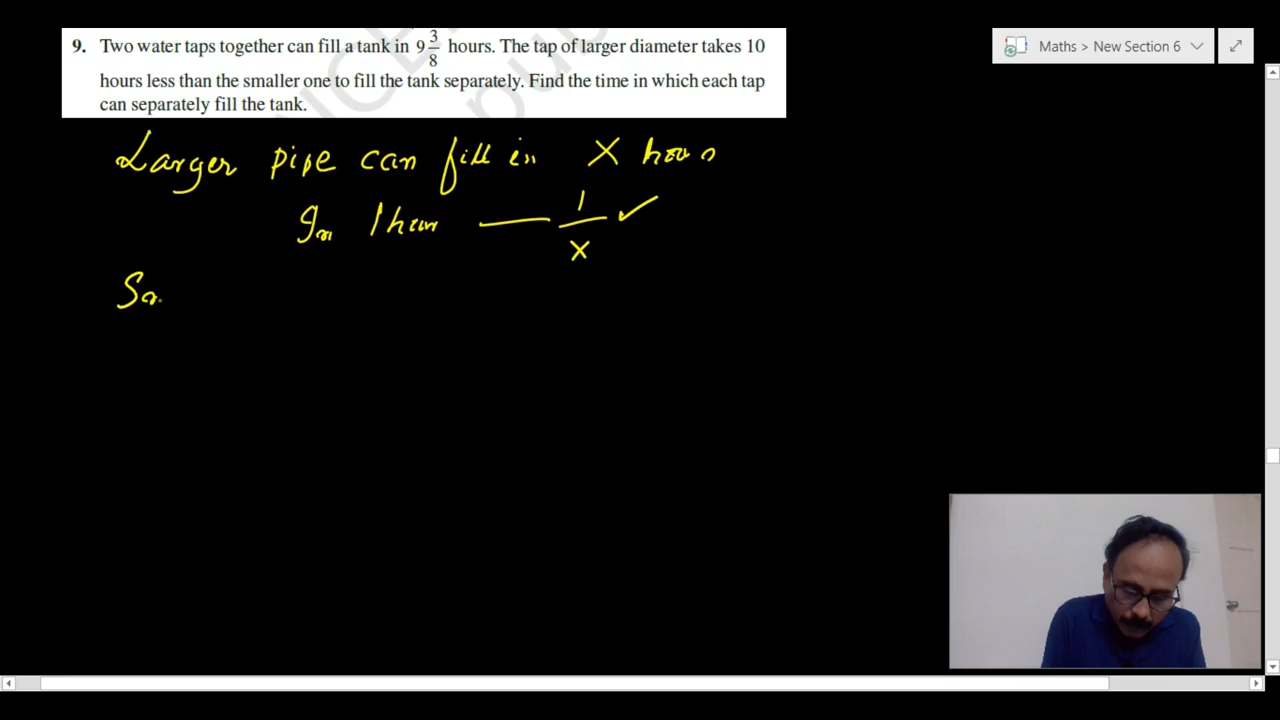 9. Two water taps together can fill a tank in 9 3/8 hours. The tap of larger diameter takes 10
hours less than the smaller one to fill the tank separately. Find the time in which each tap
can separately fill the tank.
Maths > New Section 6
Larger pipe can fill in X hours
In 1 hour — 1/x ✓